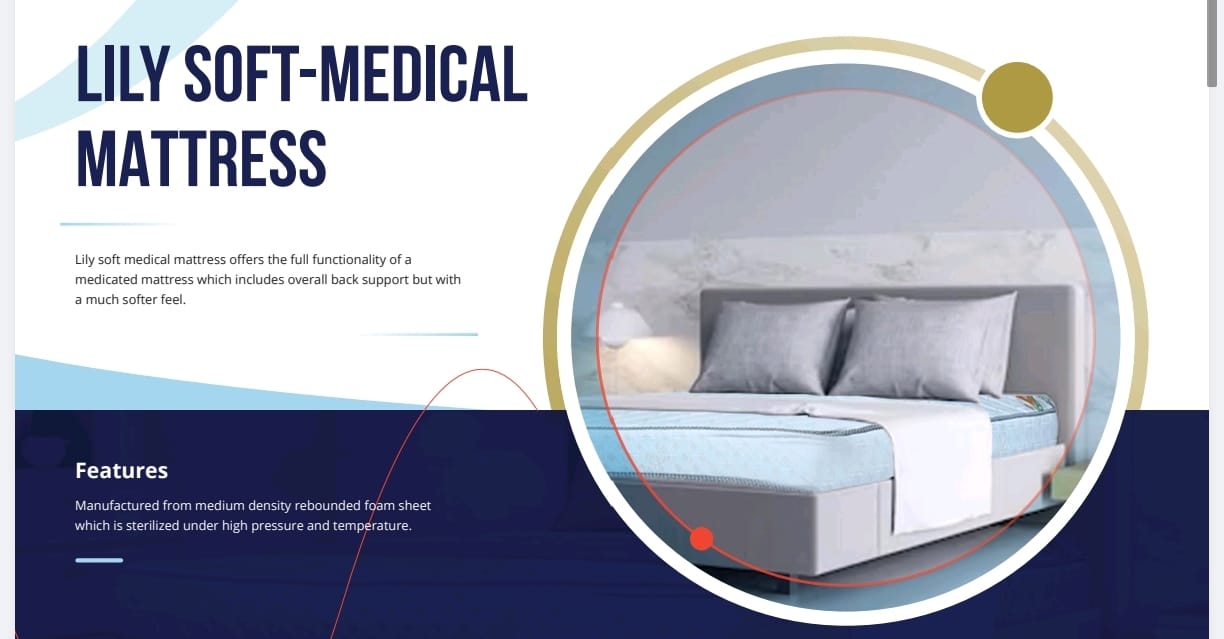 LILY SOFT-MEDICAL
MATTRESS
Lily soft medical mattress offers the full functionality of a
medicated mattress which includes overall back support but with
a much softer feel.
Features
Manufactured from medium density rebounded foam sheet
which is sterilized under high pressure and temperature.